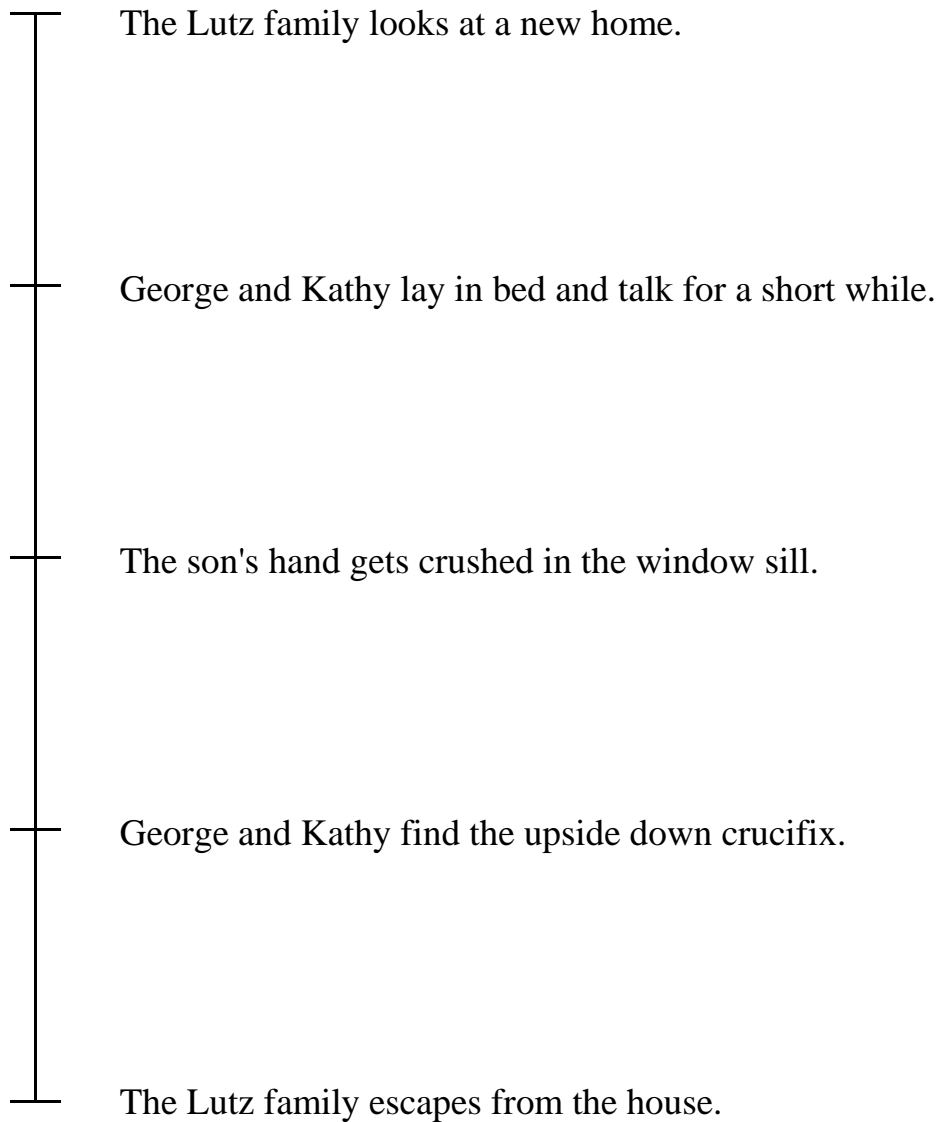 The Lutz family looks at a new home.
George and Kathy lay in bed and talk for a short while.
The son's hand gets crushed in the window sill.
George and Kathy find the upside down crucifix.
The Lutz family escapes from the house.